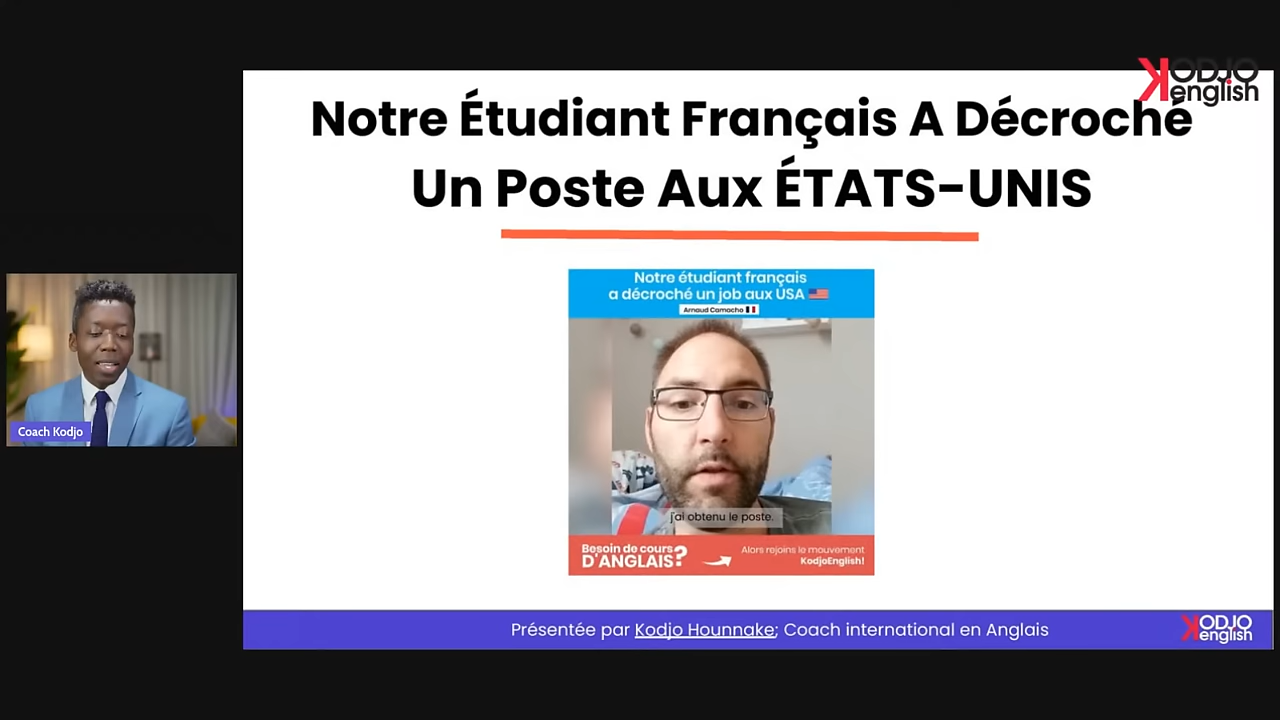 KODJO
english
Notre Étudiant Français A Décroché
Un Poste Aux ÉTATS-UNIS
Notre étudiant français
a décroché un job aux USA
Arnaud Camacho
j'ai obtenu le poste.
Besoin de cours
D'ANGLAIS?
Alors rejoins le mouvement
KodjoEnglish!
Coach Kodjo
Présentée par Kodjo Hounnake; Coach international en Anglais
KODJO
english